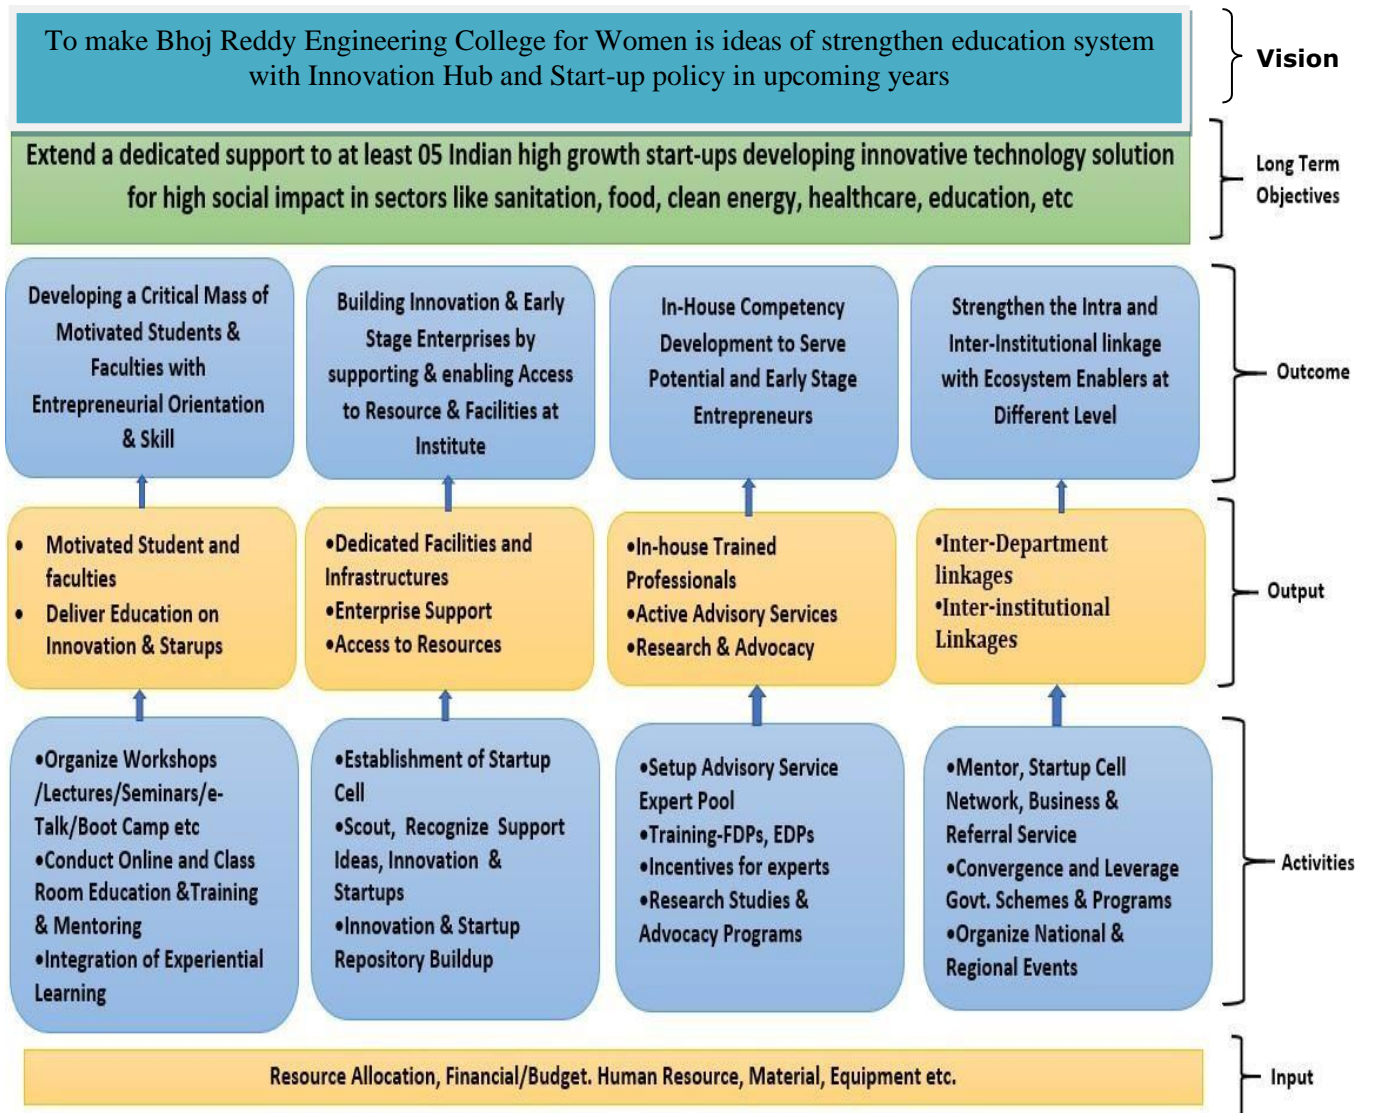 To make Bhoj Reddy Engineering College for Women is ideas of strengthen education system
with Innovation Hub and Start-up policy in upcoming years
Vision
Extend a dedicated support to at least 05 Indian high growth start-ups developing innovative technology solution
for high social impact in sectors like sanitation, food, clean energy, healthcare, education, etc
Long Term
Objectives
Developing a Critical Mass of
Motivated Students &
Faculties with
Entrepreneurial Orientation
& Skill
Building Innovation & Early
Stage Enterprises by
supporting & enabling Access
to Resource & Facilities at
Institute
In-House Competency
Development to Serve
Potential and Early Stage
Entrepreneurs
Strengthen the Intra and
Inter-Institutional linkage
with Ecosystem Enablers at
Different Level
Outcome
• Motivated Student and
faculties
• Deliver Education on
Innovation & Starups
•Dedicated Facilities and
Infrastructures
•Enterprise Support
•Access to Resources
•In-house Trained
Professionals
•Active Advisory Services
•Research & Advocacy
•Inter-Department
linkages
•Inter-institutional
Linkages
Output
•Organize Workshops
/Lectures/Seminars/e-
Talk/Boot Camp etc
•Conduct Online and Class
Room Education &Training
& Mentoring
•Integration of Experiential
Learning
•Establishment of Startup
Cell
•Scout, Recognize Support
Ideas, Innovation &
Startups
•Innovation & Startup
Repository Buildup
•Setup Advisory Service
Expert Pool
•Training-FDPs, EDPs
•Incentives for experts
•Research Studies &
Advocacy Programs
•Mentor, Startup Cell
Network, Business &
Referral Service
•Convergence and Leverage
Govt. Schemes & Programs
•Organize National &
Regional Events
Activities
Resource Allocation, Financial/Budget. Human Resource, Material, Equipment etc.
Input